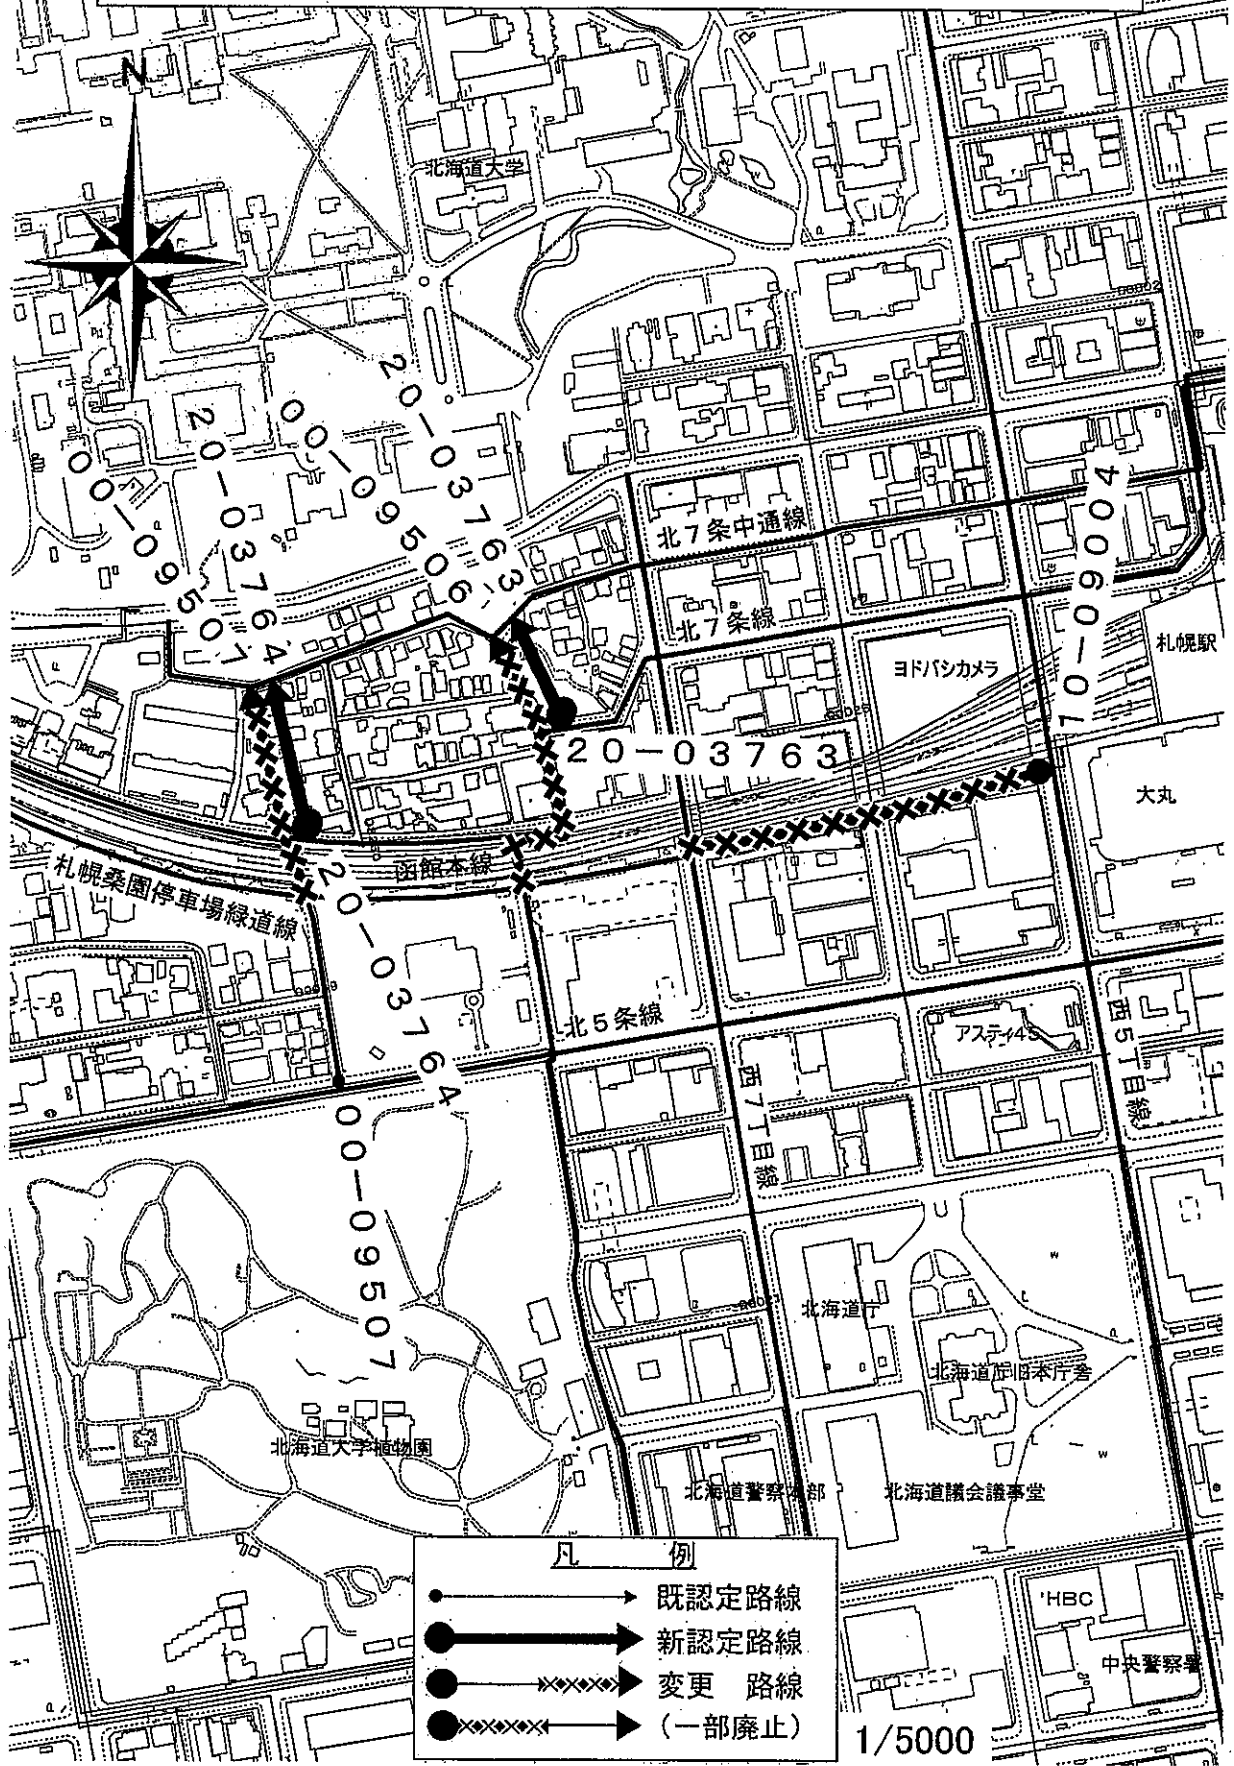 N
北海道大学
20-03763
00-09506
20-03764
00-09507
北7条中通線
北7条線
10-09004
札幌駅
ヨドバシカメラ
20-03763
大丸
函館本線
札幌桑園停車場緑道線
20-03764
北5条線
アスティ45
西5丁目線
西7丁目線
00-09507
北海道庁
北海道庁旧本庁舎
北海道大学植物園
北海道警察本部
北海道議会議事堂
凡 例
既認定路線
新認定路線
変更 路線
(一部廃止)
HBC
中央警察署
1/5000